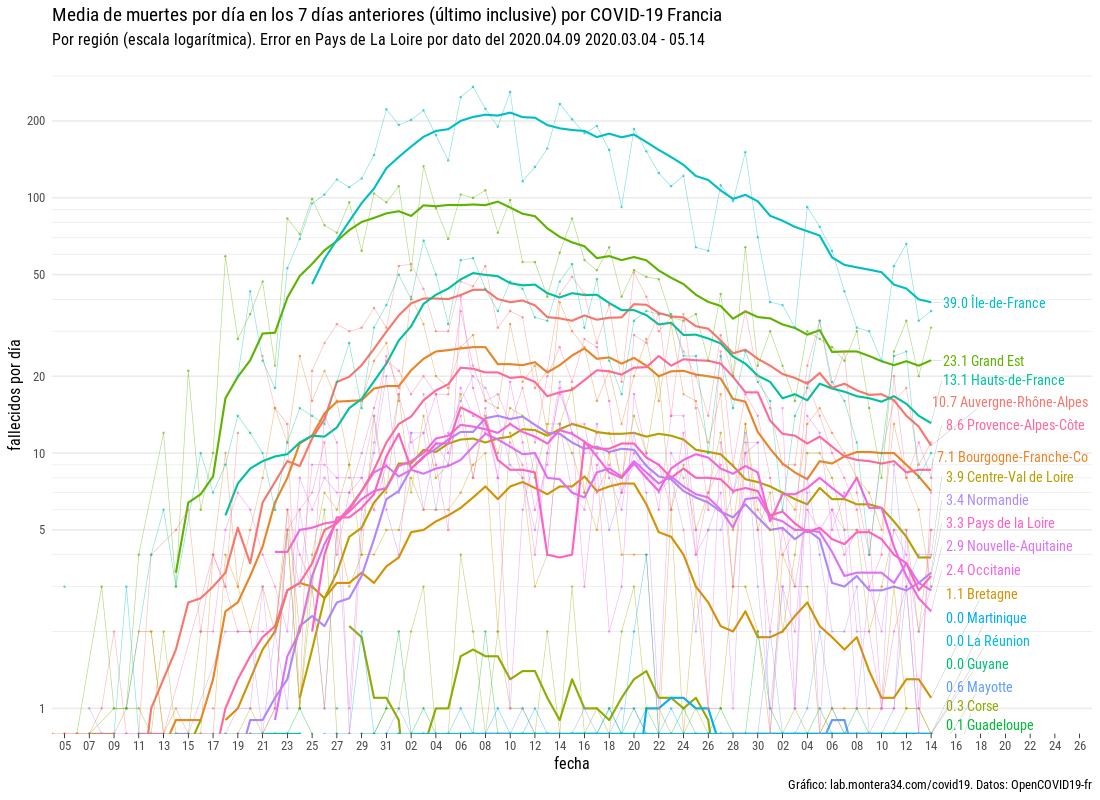 Media de muertes por día en los 7 días anteriores (último inclusive) por COVID-19 Francia
Por región (escala logarítmica). Error en Pays de La Loire por dato del 2020.04.09 2020.03.04 - 05.14
fallecidos por día
200
100
50
20
10
5
1
39.0 Île-de-France
23.1 Grand Est
13.1 Hauts-de-France
10.7 Auvergne-Rhône-Alpes
8.6 Provence-Alpes-Côte
7.1 Bourgogne-Franche-Co
3.9 Centre-Val de Loire
3.4 Normandie
3.3 Pays de la Loire
2.9 Nouvelle-Aquitaine
2.4 Occitanie
1.1 Bretagne
0.0 Martinique
0.0 La Réunion
0.0 Guyane
0.6 Mayotte
0.3 Corse
0.1 Guadeloupe
05 07 09 11 13 14 17 19 21 23 25 27 29 31 02 04 06 08 10 12 14 16 18 20 22 24 26 28 30 02 04 06 08 10 12 14 16 18 20 22 24 26
fecha
Gráfico: lab.montera34.com/covid19. Datos: OpenCOVID19-fr